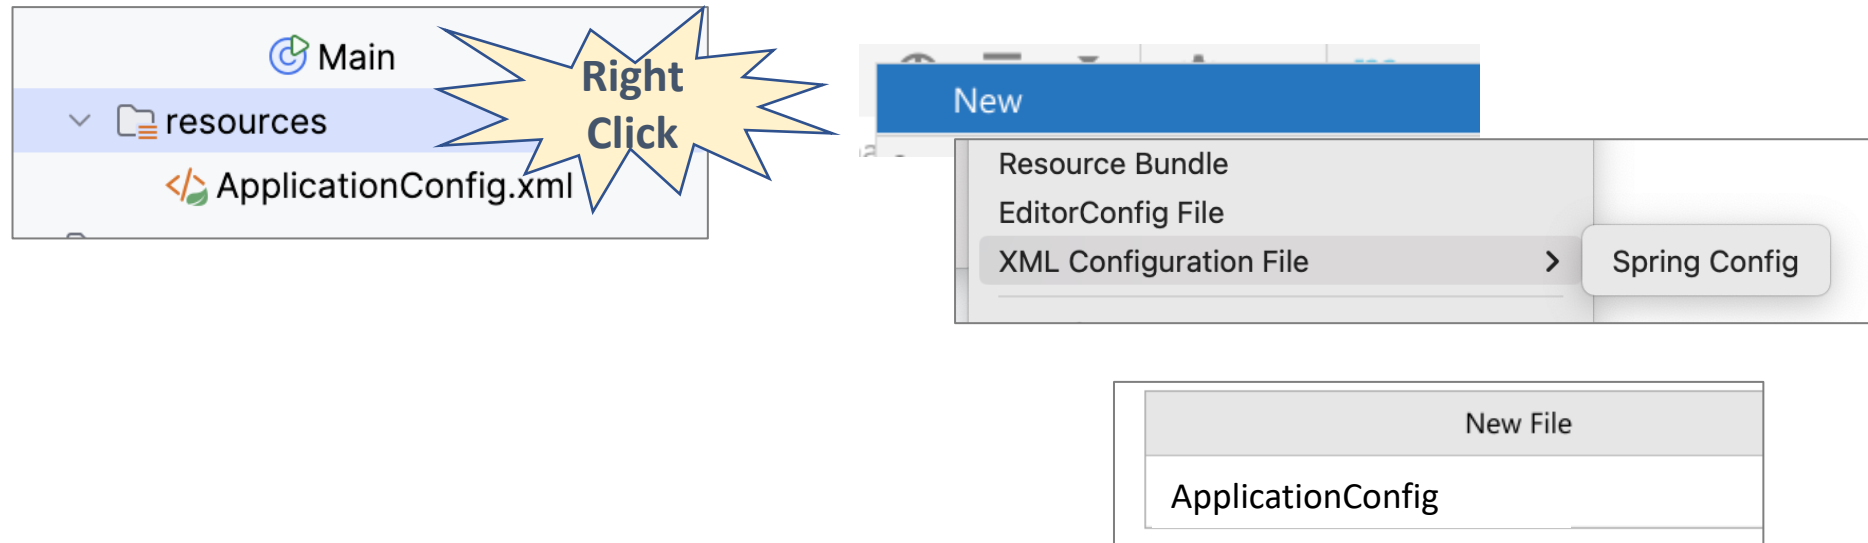 Main
resources
ApplicationConfig.xml
Right
Click
New
Resource Bundle
EditorConfig File
XML Configuration File
Spring Config
New File
ApplicationConfig